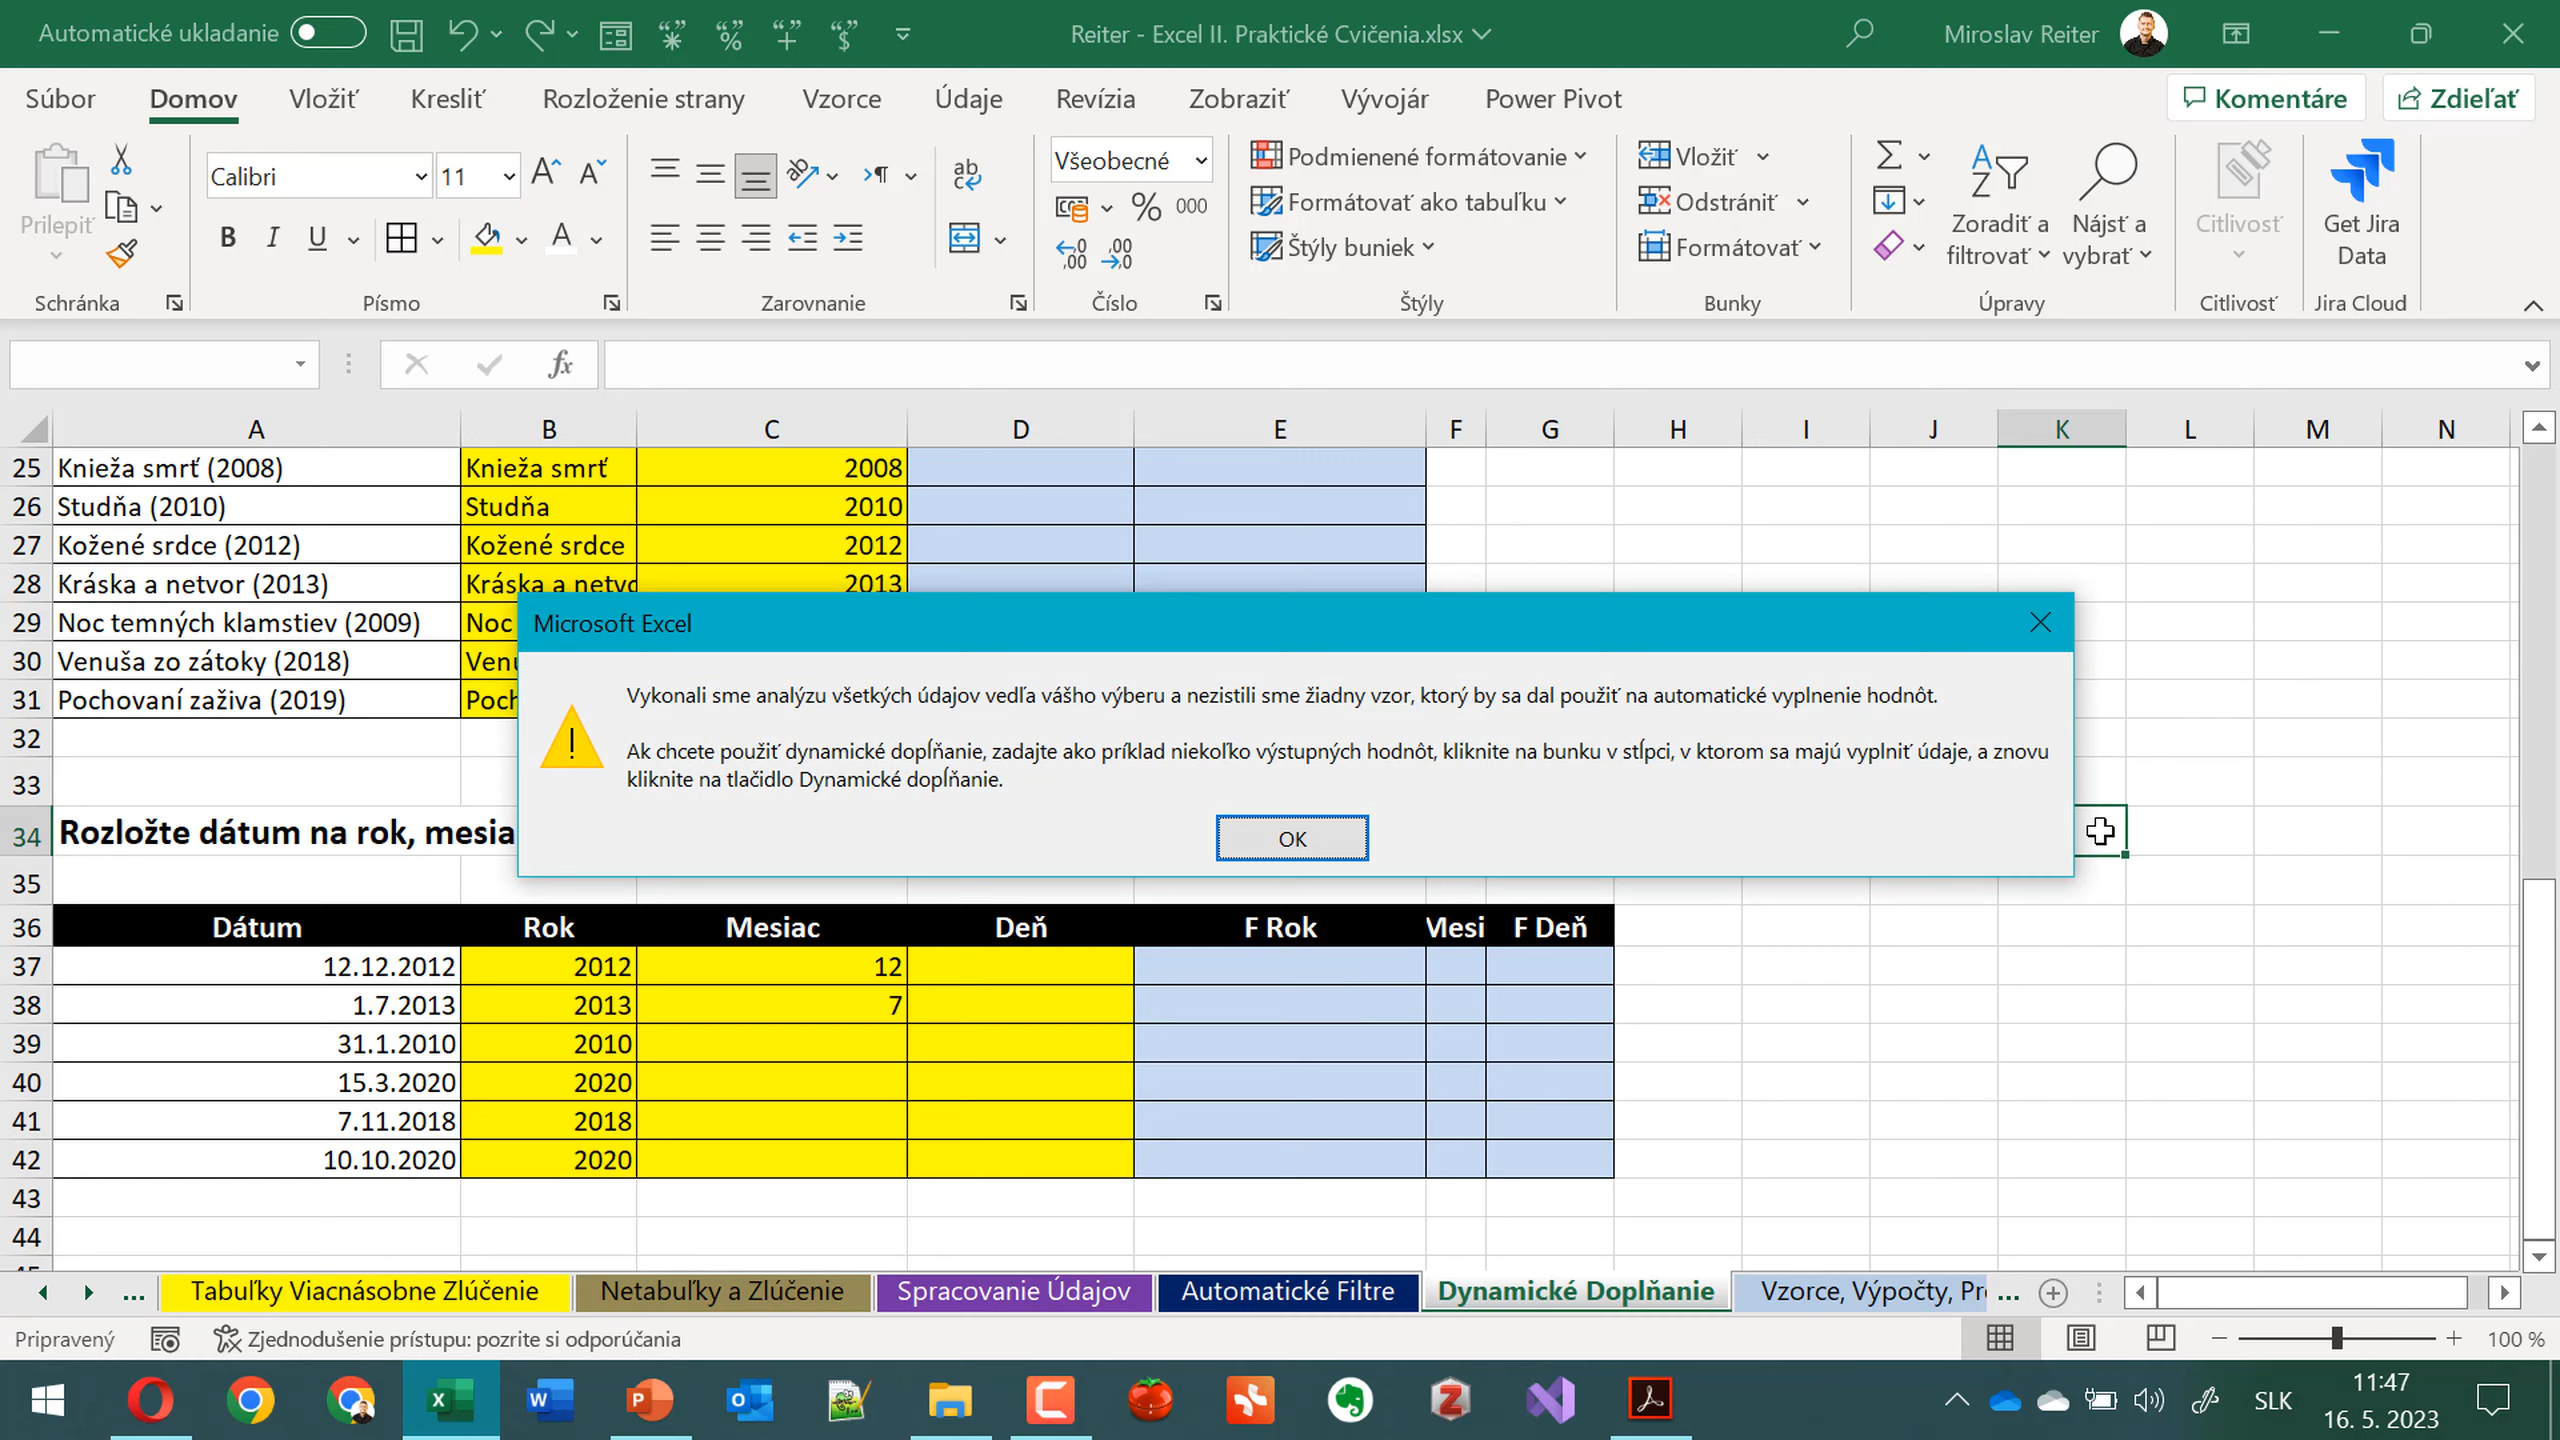 Automatické ukladanie
Reiter - Excel II. Praktické Cvičenia.xlsx
Miroslav Reiter
Súbor Domov Vložiť Kresliť Rozloženie strany Vzorce Údaje Revízia Zobraziť Vývojár Power Pivot Komentáre Zdieľať
Prilepiť
Calibri 11
Všeobecné
Podmienené formátovanie
Formátovať ako tabuľku
Štýly buniek
Vložiť
Odstrániť
Formátovať
Zoradiť a filtrovať
Nájsť a vybrať
Citlivosť
Get Jira Data
Schránka Písmo Zarovnanie Číslo Štýly Bunky Úpravy Citlivosť Jira Cloud
A B C D E F G H I J K L M N
25 Knieža smrť (2008) Knieža smrť 2008
26 Studňa (2010) Studňa 2010
27 Kožené srdce (2012) Kožené srdce 2012
28 Kráska a netvor (2013) Kráska a netvo 2013
29 Noc temných klamstiev (2009) Noc
30 Venuša zo zátoky (2018) Venu
31 Pochovaní zaživa (2019) Poch
32
33
34 Rozložte dátum na rok, mesia
35
Microsoft Excel
Vykonali sme analýzu všetkých údajov vedľa vášho výberu a nezistili sme žiadny vzor, ktorý by sa dal použiť na automatické vyplnenie hodnôt.
Ak chcete použiť dynamické dopĺňanie, zadajte ako príklad niekoľko výstupných hodnôt, kliknite na bunku v stĺpci, v ktorom sa majú vyplniť údaje, a znovu
kliknite na tlačidlo Dynamické dopĺňanie.
OK
36 Dátum Rok Mesiac Deň F Rok Mesi F Deň
37 12.12.2012 2012 12
38 1.7.2013 2013 7
39 31.1.2010 2010
40 15.3.2020 2020
41 7.11.2018 2018
42 10.10.2020 2020
43
44
... Tabuľky Viacnásobne Zlúčenie Netabuľky a Zlúčenie Spracovanie Údajov Automatické Filtre Dynamické Doplňanie Vzorce, Výpočty, Pr ...
Pripravený Zjednodušenie prístupu: pozrite si odporúčania 100 %
SLK 11:47
16. 5. 2023